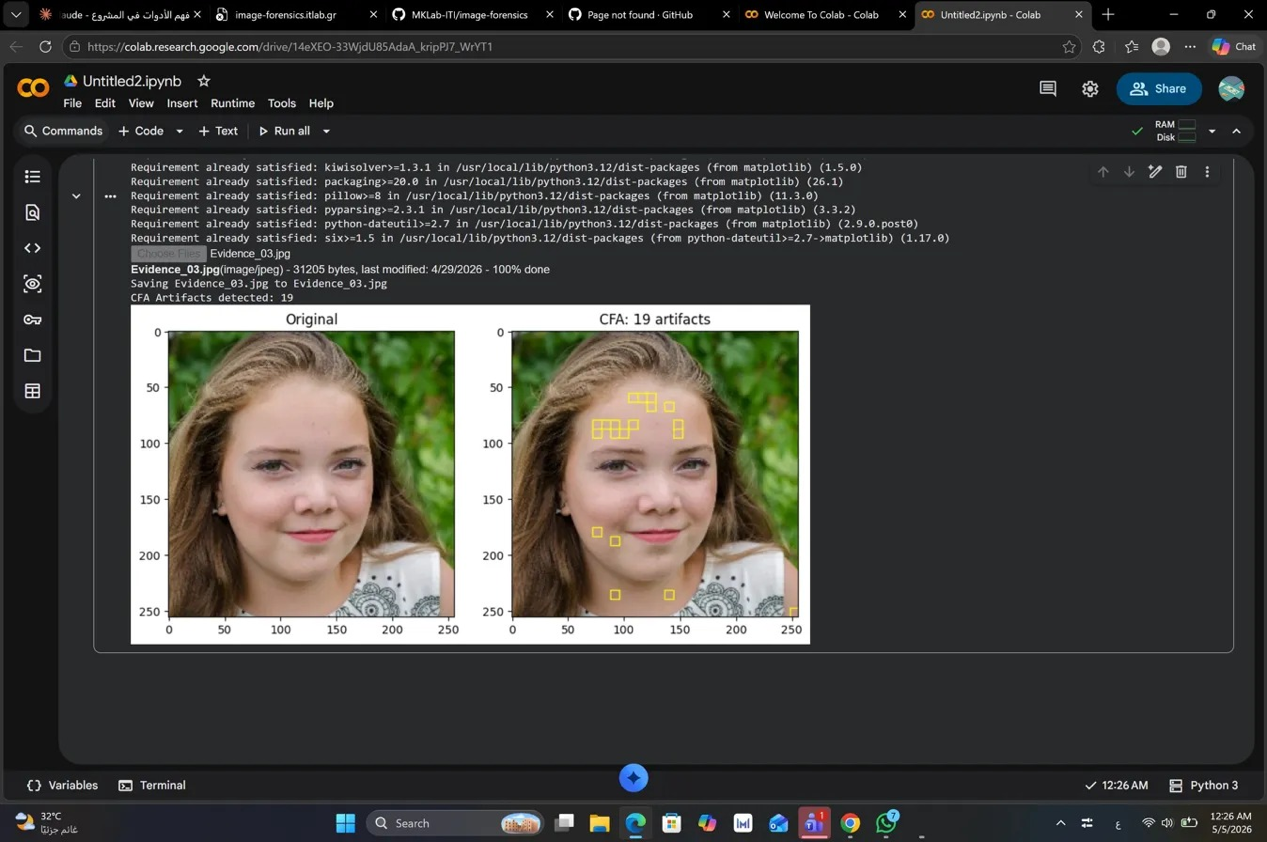 aude - فهم الأدوات في المشروع
image-forensics.itlab.gr
MKLab-ITI/image-forensics
Page not found · GitHub
Welcome To Colab - Colab
Untitled2.ipynb - Colab
https://colab.research.google.com/drive/14eXEO-33WjdU85AdaA_kripPJ7_WrYT1
Chat
Untitled2.ipynb
File Edit View Insert Runtime Tools Help
Share
Commands + Code + Text Run all
RAM
Disk
Requirement already satisfied: kiwisolver>=1.3.1 in /usr/local/lib/python3.12/dist-packages (from matplotlib) (1.5.0)
Requirement already satisfied: packaging>=20.0 in /usr/local/lib/python3.12/dist-packages (from matplotlib) (26.1)
Requirement already satisfied: pillow>=8 in /usr/local/lib/python3.12/dist-packages (from matplotlib) (11.3.0)
Requirement already satisfied: pyparsing>=2.3.1 in /usr/local/lib/python3.12/dist-packages (from matplotlib) (3.3.2)
Requirement already satisfied: python-dateutil>=2.7 in /usr/local/lib/python3.12/dist-packages (from matplotlib) (2.9.0.post0)
Requirement already satisfied: six>=1.5 in /usr/local/lib/python3.12/dist-packages (from python-dateutil>=2.7->matplotlib) (1.17.0)
Choose Files Evidence_03.jpg
Evidence_03.jpg(image/jpeg) - 31205 bytes, last modified: 4/29/2026 - 100% done
Saving Evidence_03.jpg to Evidence_03.jpg
CFA Artifacts detected: 19
Original
0
50
100
150
200
250
0 50 100 150 200 250
CFA: 19 artifacts
0
50
100
150
200
250
0 50 100 150 200 250
Variables Terminal
12:26 AM Python 3
32°C
غائم جزئيًا
Search
1
7
ع
12:26 AM
5/5/2026